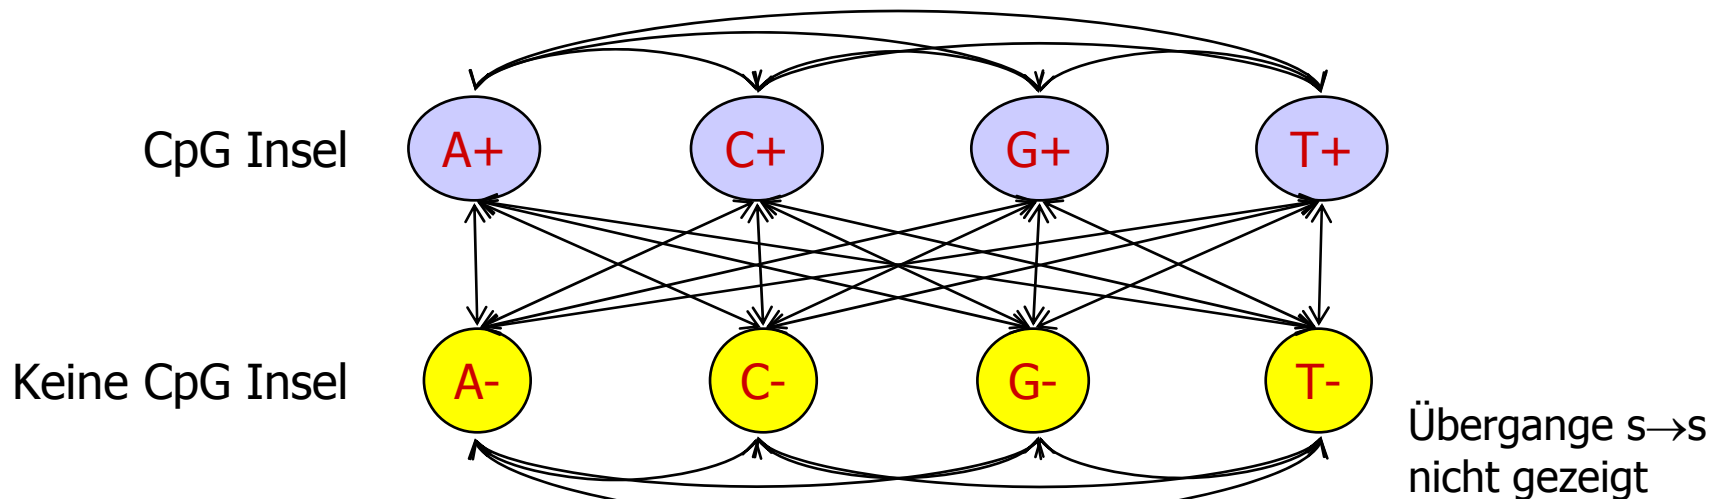 CpG Insel A+ C+ G+ T+
Keine CpG Insel A- C- G- T-
Übergange s→s
nicht gezeigt